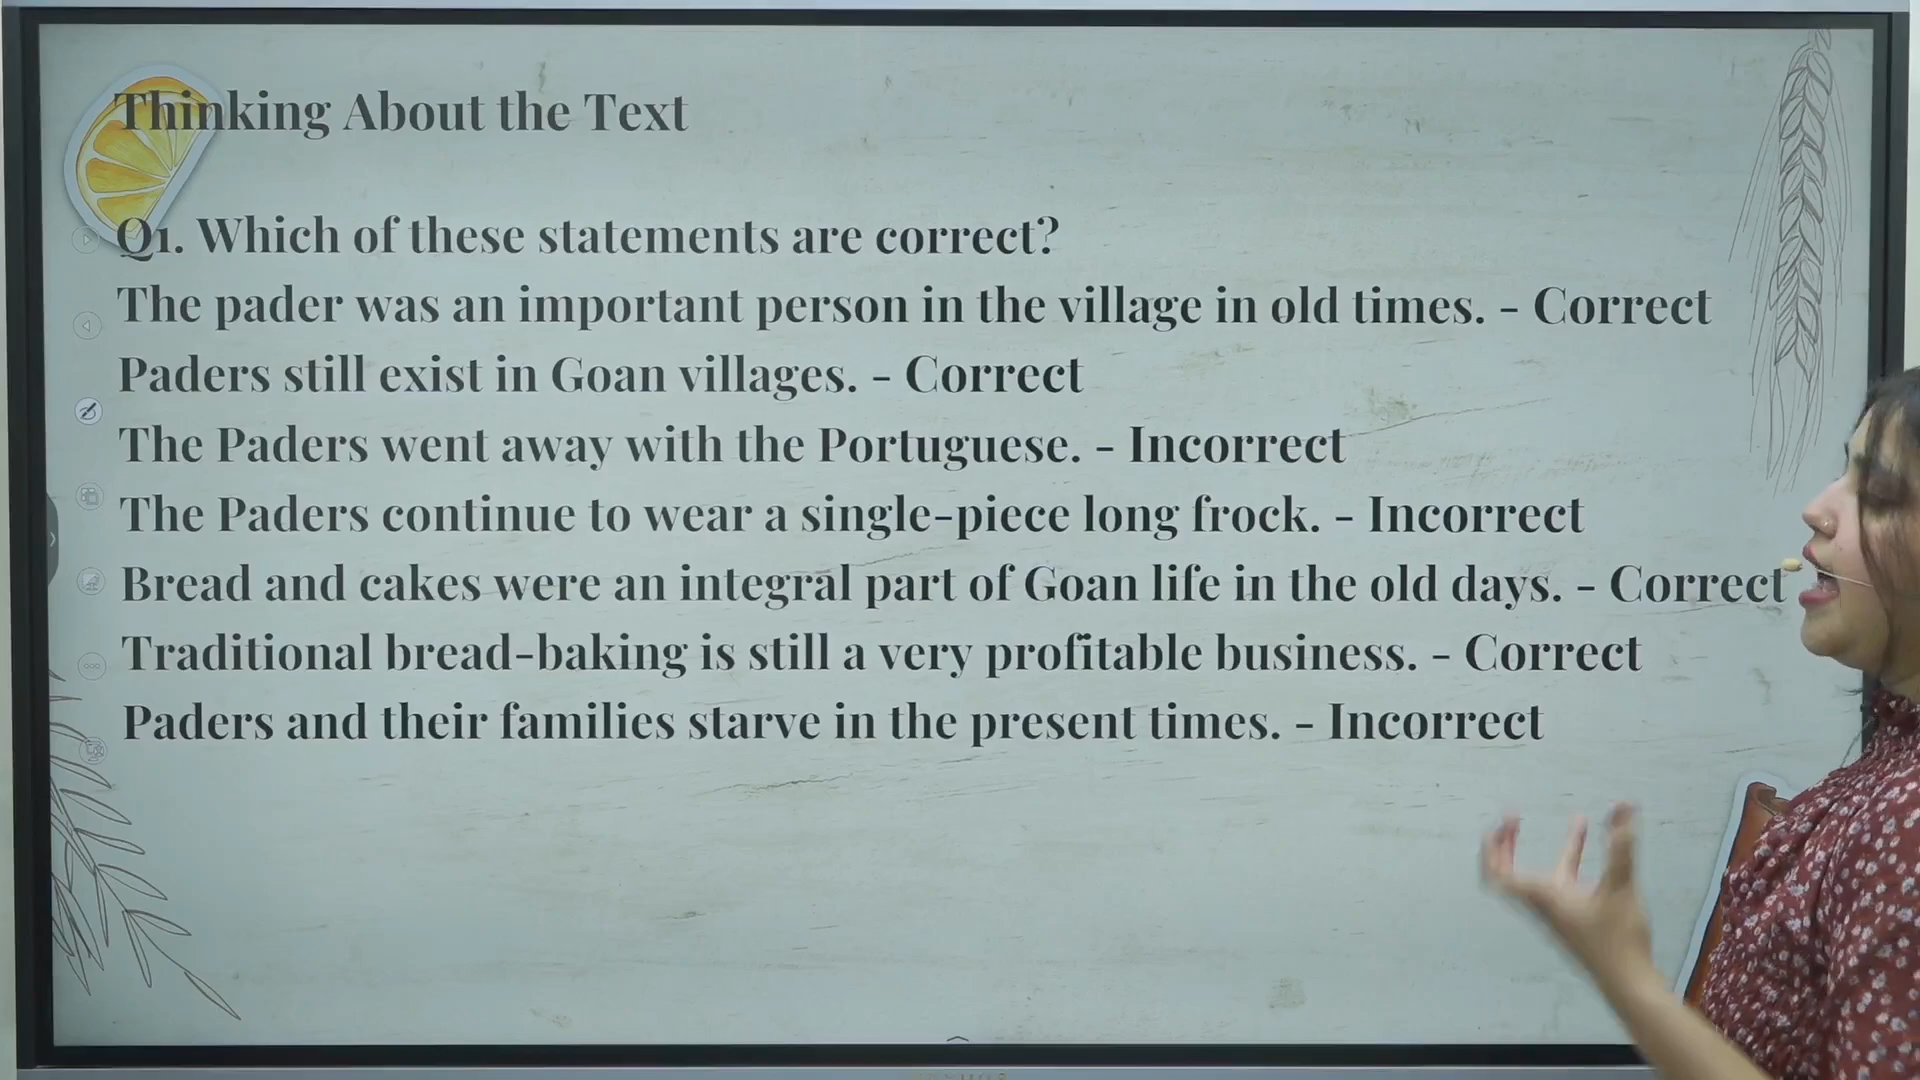 Thinking About the Text
Q1. Which of these statements are correct?
The pader was an important person in the village in old times. - Correct
Paders still exist in Goan villages. - Correct
The Paders went away with the Portuguese. - Incorrect
The Paders continue to wear a single-piece long frock. - Incorrect
Bread and cakes were an integral part of Goan life in the old days. - Correct
Traditional bread-baking is still a very profitable business. - Correct
Paders and their families starve in the present times. - Incorrect